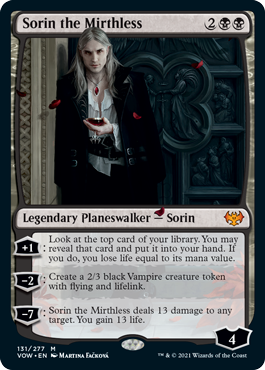 Sorin the Mirthless 2
Legendary Planeswalker — Sorin
+1: Look at the top card of your library. You may
reveal that card and put it into your hand. If
you do, you lose life equal to its mana value.
−2: Create a 2/3 black Vampire creature token
with flying and lifelink.
−7: Sorin the Mirthless deals 13 damage to any
target. You gain 13 life.
4
131/277 M
VOW • EN Martina Fačková
™ & © 2021 Wizards of the Coast